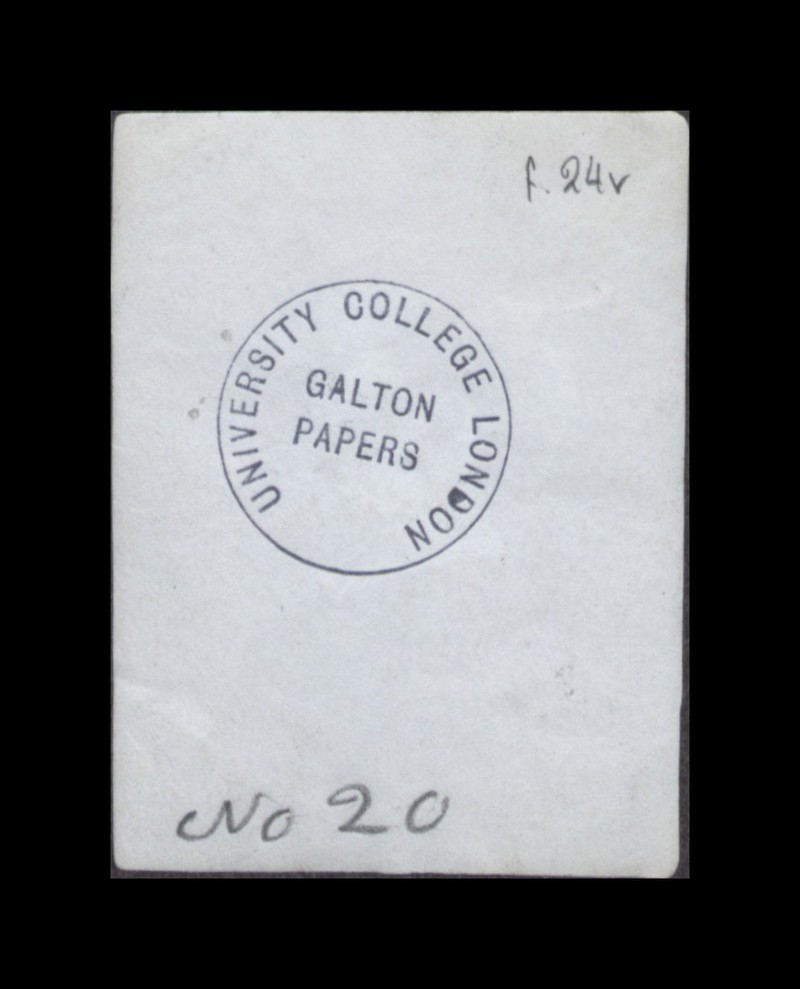 f. 24v
UNIVERSITY COLLEGE LONDON
GALTON
PAPERS
No 20